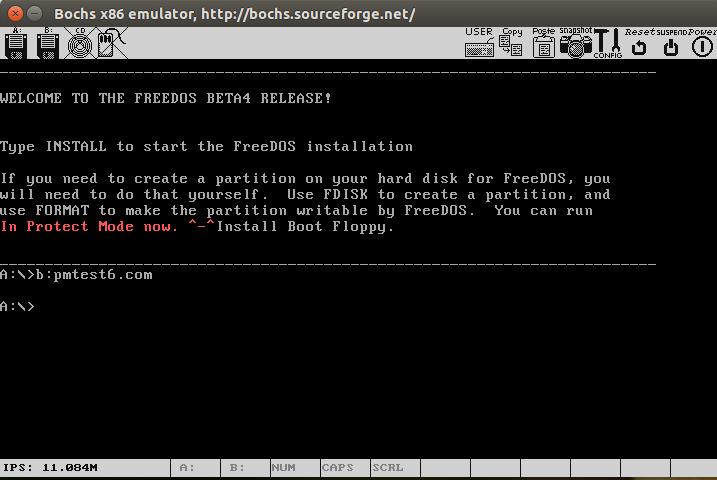 Bochs x86 emulator, http://bochs.sourceforge.net/
A: B: CD USER Copy Poste snapshot CONFIG Reset SUSPEND Power
WELCOME TO THE FREEDOS BETA4 RELEASE!
Type INSTALL to start the FreeDOS installation
If you need to create a partition on your hard disk for FreeDOS, you
will need to do that yourself.  Use FDISK to create a partition, and
use FORMAT to make the partition writable by FreeDOS.  You can run
In Protect Mode now. ^-^Install Boot Floppy.
A:\>b:pmtest6.com
A:\>
IPS: 11.084M A: B: NUM CAPS SCRL